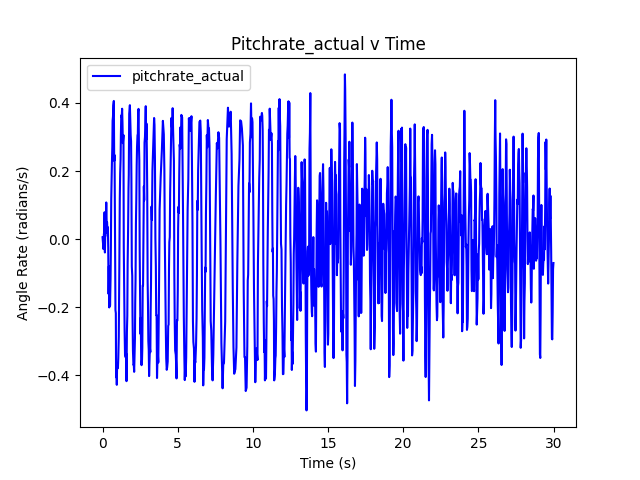 Pitchrate_actual v Time
pitchrate_actual
Angle Rate (radians/s)
0.4
0.2
0.0
−0.2
−0.4
0 5 10 15 20 25 30
Time (s)